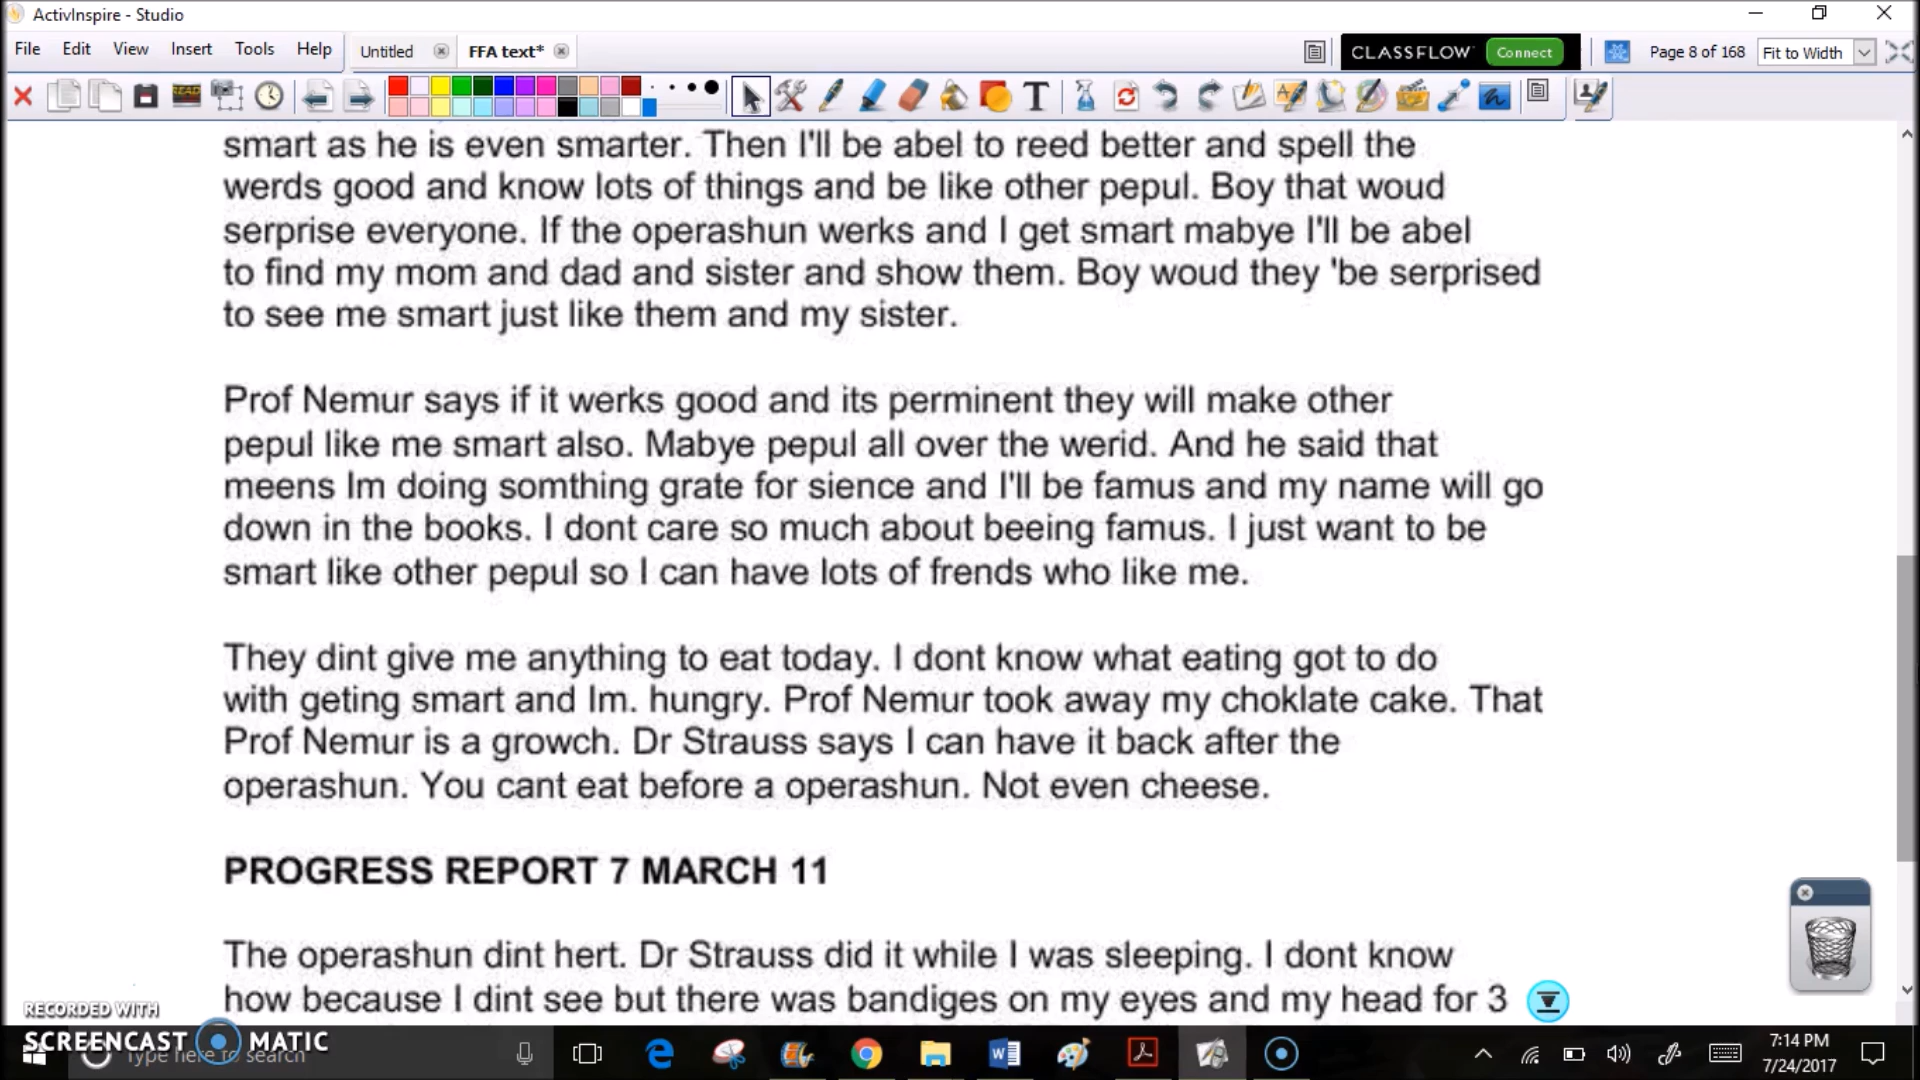 ActivInspire - Studio
File Edit View Insert Tools Help Untitled FFA text* CLASSFLOW Connect Page 8 of 168 Fit to Width
smart as he is even smarter. Then I'll be abel to reed better and spell the
werds good and know lots of things and be like other pepul. Boy that woud
serprise everyone. If the operashun werks and I get smart mabye I'll be abel
to find my mom and dad and sister and show them. Boy woud they 'be serprised
to see me smart just like them and my sister.
Prof Nemur says if it werks good and its perminent they will make other
pepul like me smart also. Mabye pepul all over the werid. And he said that
meens Im doing somthing grate for sience and I'll be famus and my name will go
down in the books. I dont care so much about beeing famus. I just want to be
smart like other pepul so I can have lots of frends who like me.
They dint give me anything to eat today. I dont know what eating got to do
with geting smart and Im. hungry. Prof Nemur took away my choklate cake. That
Prof Nemur is a growch. Dr Strauss says I can have it back after the
operashun. You cant eat before a operashun. Not even cheese.
PROGRESS REPORT 7 MARCH 11
The operashun dint hert. Dr Strauss did it while I was sleeping. I dont know
how because I dint see but there was bandiges on my eyes and my head for 3
RECORDED WITH
SCREENCAST MATIC
Type here to search
7:14 PM
7/24/2017